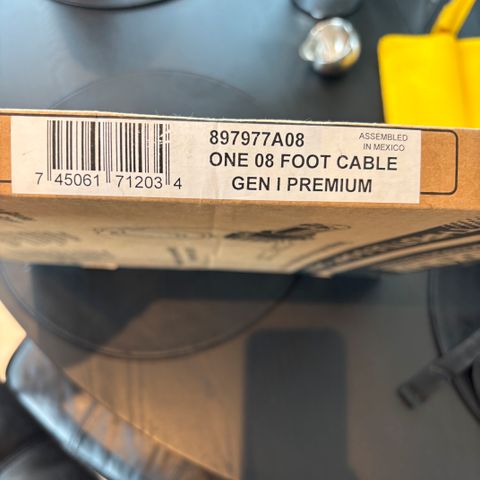 897977A08
ASSEMBLED
IN MEXICO
ONE 08 FOOT CABLE
GEN I PREMIUM
7 45061 71203 4